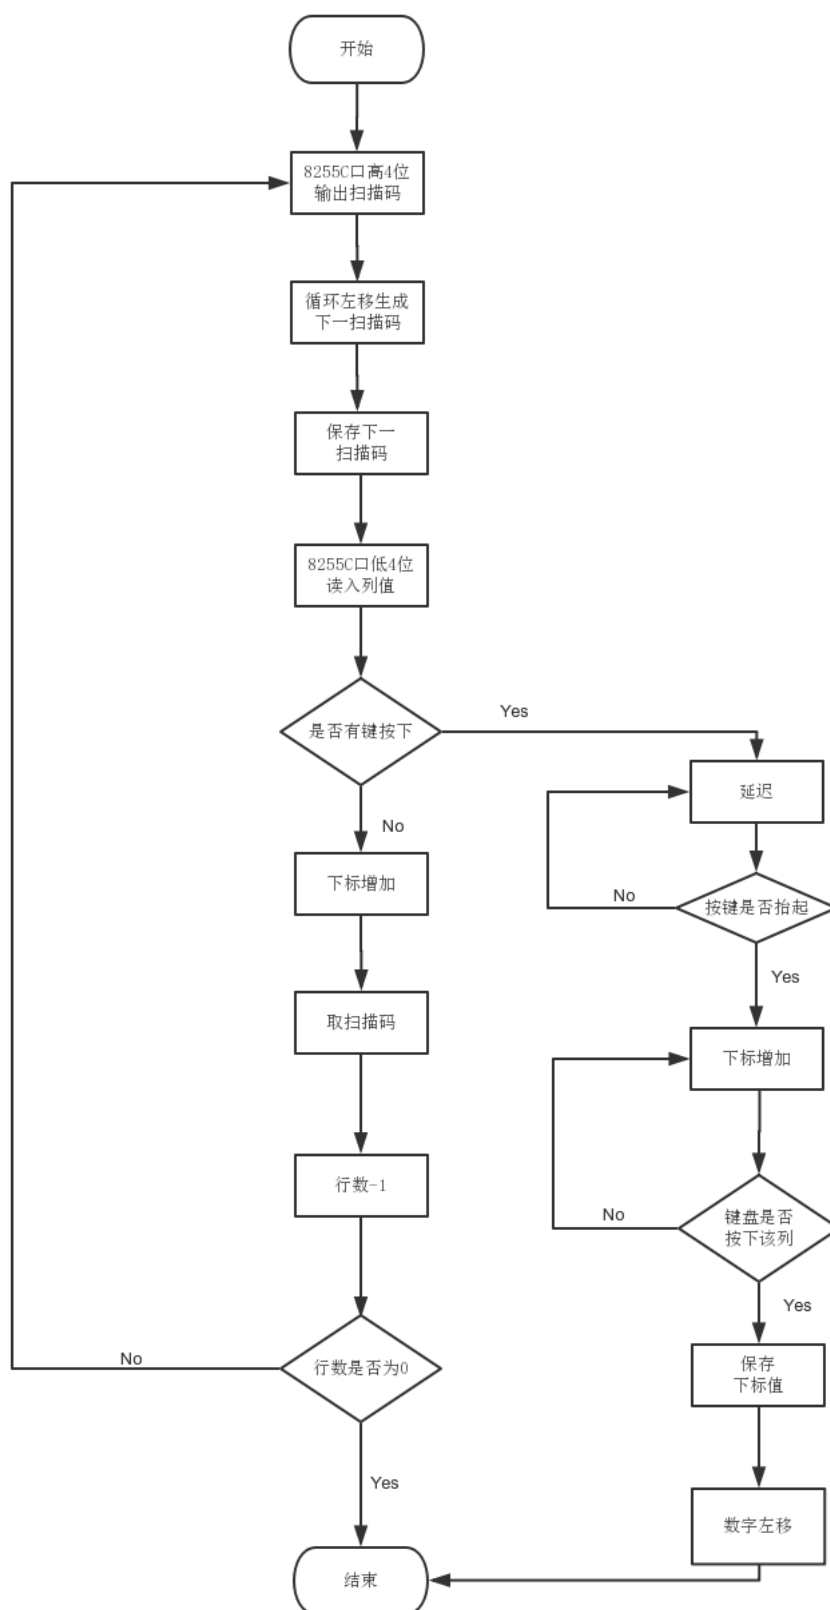 开始
8255C口高4位
输出扫描码
循环左移生成
下一扫描码
保存下一
扫描码
8255C口低4位
读入列值
是否有键按下
Yes
No
延迟
按键是否抬起
No
Yes
下标增加
取扫描码
行数-1
行数是否为0
No
Yes
下标增加
键盘是否
按下该列
No
Yes
保存
下标值
数字左移
结束